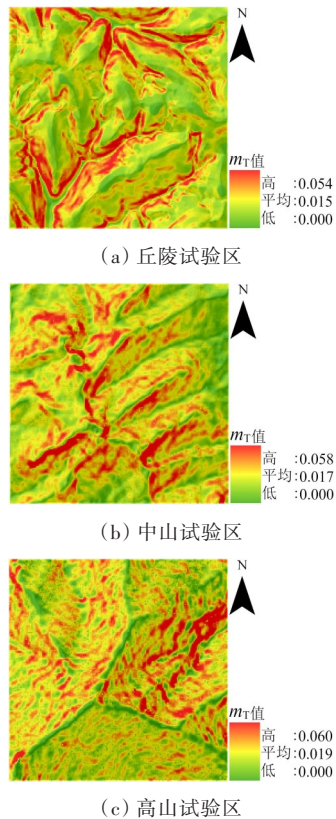 N
mT值
高 :0.054
平均:0.015
低 :0.000
(a) 丘陵试验区
N
mT值
高 :0.058
平均:0.017
低 :0.000
(b) 中山试验区
N
mT值
高 :0.060
平均:0.019
低 :0.000
(c) 高山试验区